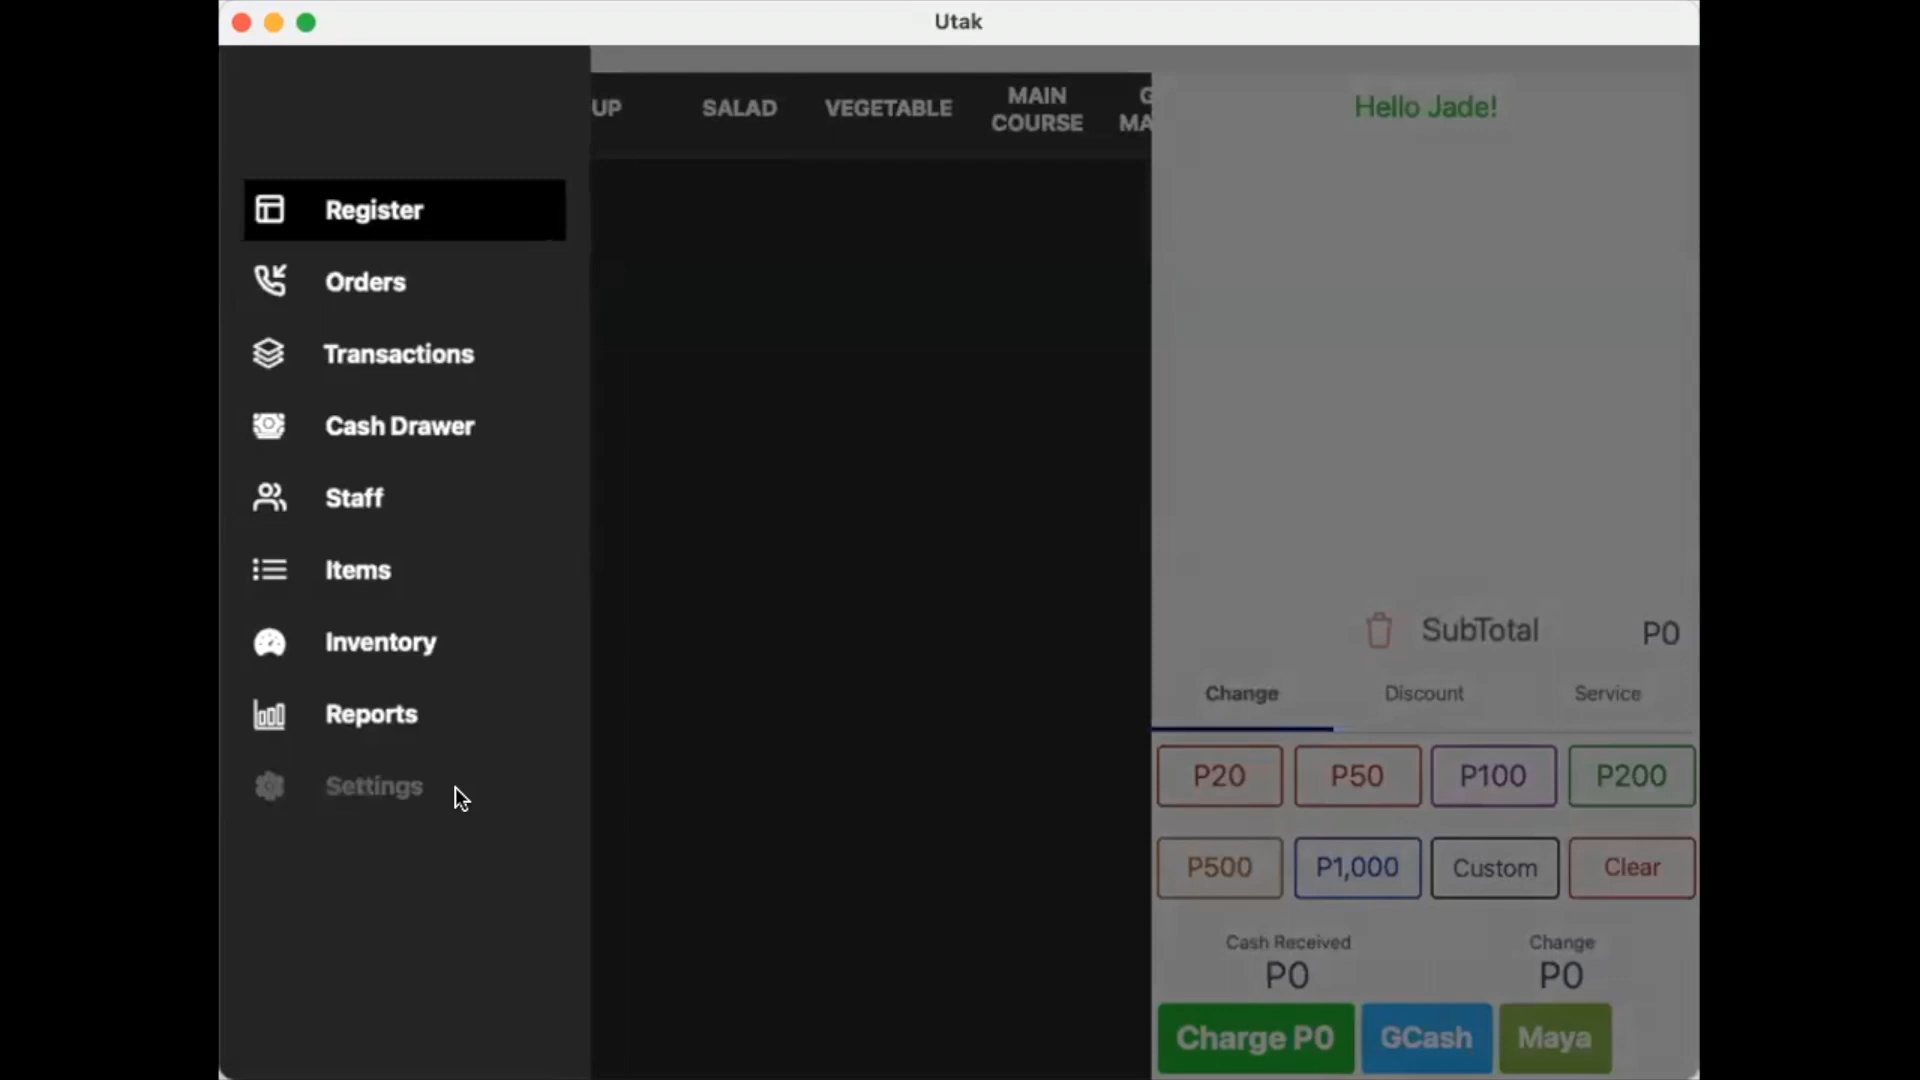 Utak
Register
Orders
Transactions
Cash Drawer
Staff
Items
Inventory
Reports
Settings
UP
SALAD
VEGETABLE
MAIN
COURSE
G
MA
Hello Jade!
SubTotal P0
Change Discount Service
P20 P50 P100 P200
P500 P1,000 Custom Clear
Cash Received Change
P0 P0
Charge P0 GCash Maya